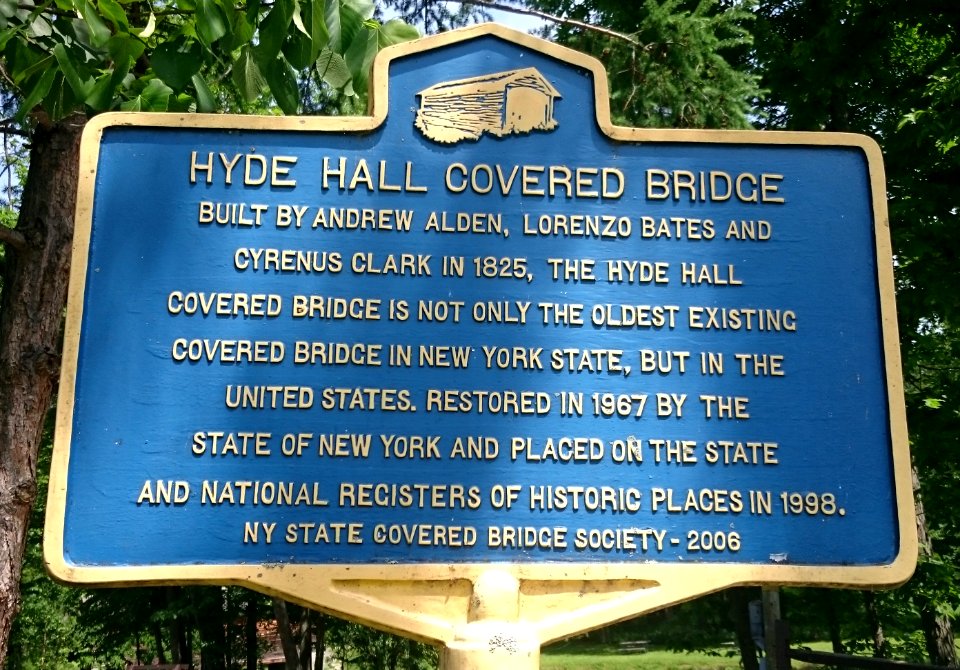 HYDE HALL COVERED BRIDGE
BUILT BY ANDREW ALDEN, LORENZO BATES AND
CYRENUS CLARK IN 1825, THE HYDE HALL
COVERED BRIDGE IS NOT ONLY THE OLDEST EXISTING
COVERED BRIDGE IN NEW YORK STATE, BUT IN THE
UNITED STATES. RESTORED IN 1967 BY THE
STATE OF NEW YORK AND PLACED ON THE STATE
AND NATIONAL REGISTERS OF HISTORIC PLACES IN 1998.
NY STATE COVERED BRIDGE SOCIETY - 2006